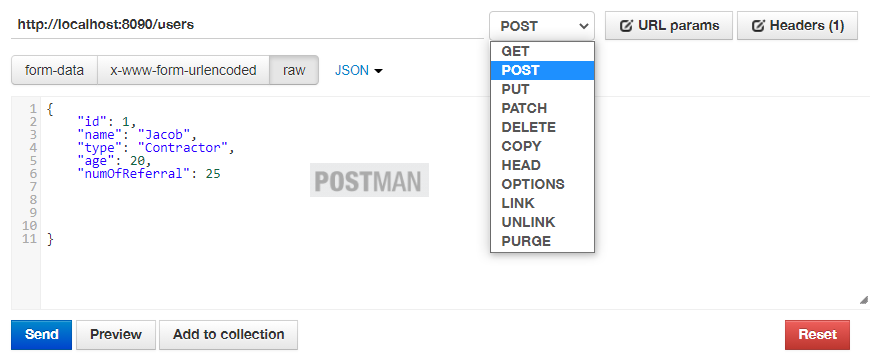 http://localhost:8090/users
POST
URL params
Headers (1)
GET
POST
PUT
PATCH
DELETE
COPY
HEAD
OPTIONS
LINK
UNLINK
PURGE
form-data
x-www-form-urlencoded
raw
JSON
1 {
2 "id": 1,
3 "name": "Jacob",
4 "type": "Contractor",
5 "age": 20,
6 "numOfReferral": 25
7
8
9
10
11 }
POSTMAN
Send
Preview
Add to collection
Reset